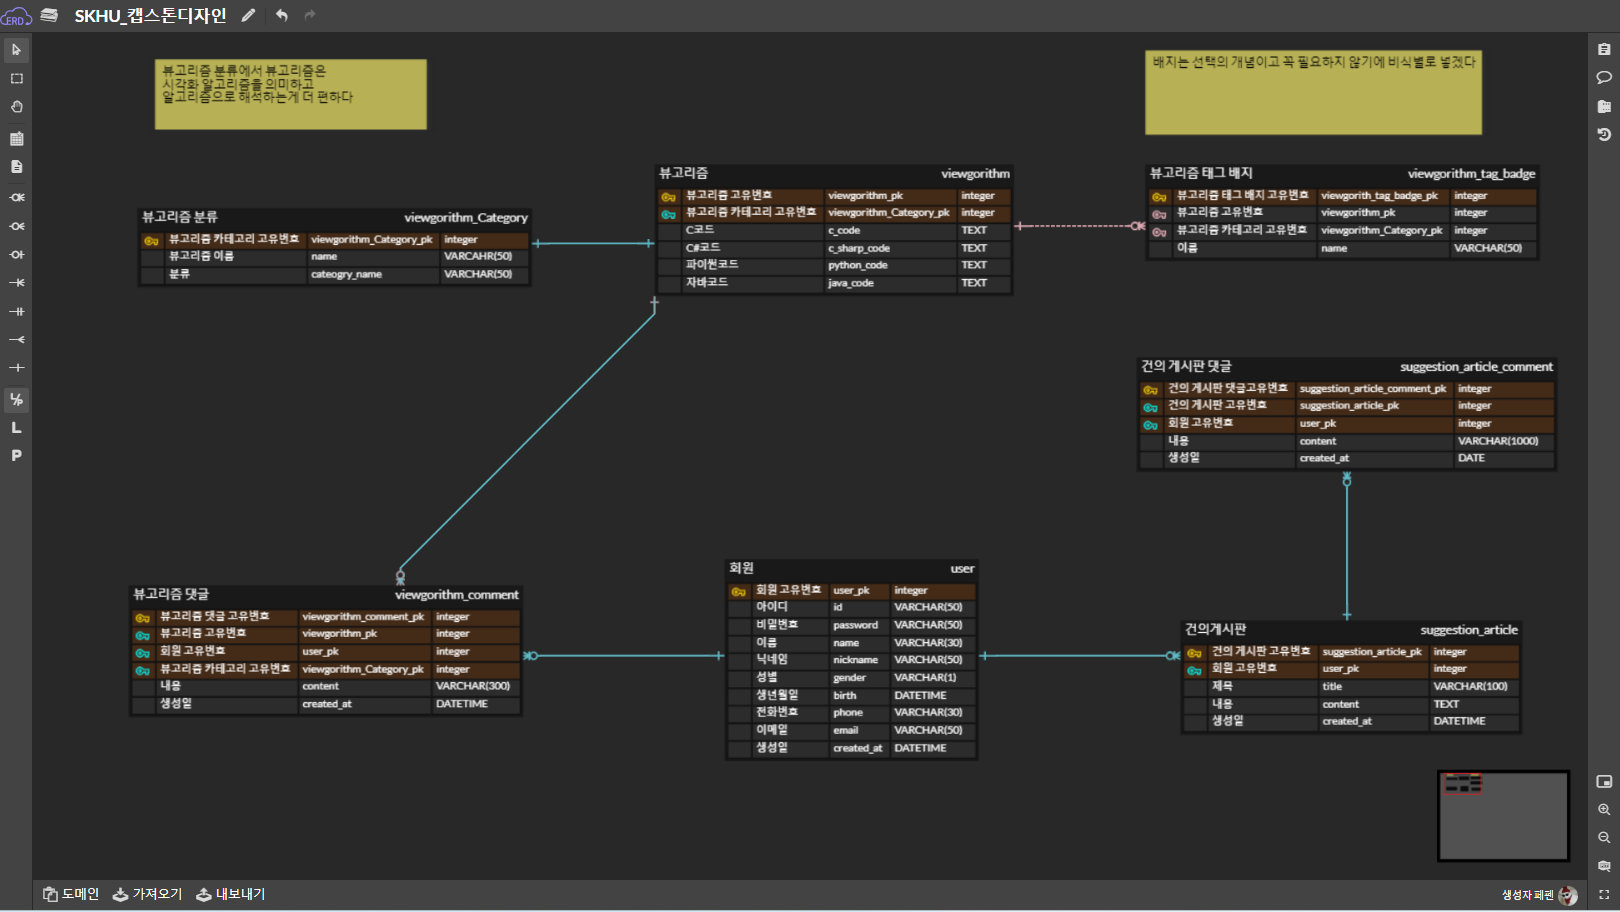 ERD
SKHU_캡스톤디자인
뷰고리즘 분류에서 뷰고리즘은
시각화 알고리즘을 의미하고
알고리즘으로 해석하는게 더 편하다
배지는 선택의 개념이고 꼭 필요하지 않기에 비식별로 넣겠다
뷰고리즘 분류 viewgorithm_Category
뷰고리즘 카테고리 고유번호 viewgorithm_Category_pk integer
뷰고리즘 이름 name VARCAHR(50)
분류 cateogry_name VARCHAR(50)
뷰고리즘 viewgorithm
뷰고리즘 고유번호 viewgorithm_pk integer
뷰고리즘 카테고리 고유번호 viewgorithm_Category_pk integer
C코드 c_code TEXT
C#코드 c_sharp_code TEXT
파이썬코드 python_code TEXT
자바코드 java_code TEXT
뷰고리즘 태그 배지 viewgorithm_tag_badge
뷰고리즘 태그 배지 고유번호 viewgorith_tag_badge_pk integer
뷰고리즘 고유번호 viewgorithm_pk integer
뷰고리즘 카테고리 고유번호 viewgorithm_Category_pk integer
이름 name VARCHAR(50)
건의 게시판 댓글 suggestion_article_comment
건의 게시판 댓글고유번호 suggestion_article_comment_pk integer
건의 게시판 고유번호 suggestion_article_pk integer
회원 고유번호 user_pk integer
내용 content VARCHAR(1000)
생성일 created_at DATE
뷰고리즘 댓글 viewgorithm_comment
뷰고리즘 댓글 고유번호 viewgorithm_comment_pk integer
뷰고리즘 고유번호 viewgorithm_pk integer
회원 고유번호 user_pk integer
뷰고리즘 카테고리 고유번호 viewgorithm_Category_pk integer
내용 content VARCHAR(300)
생성일 created_at DATETIME
회원 user
회원 고유번호 user_pk integer
아이디 id VARCHAR(50)
비밀번호 password VARCHAR(50)
이름 name VARCHAR(30)
닉네임 nickname VARCHAR(50)
성별 gender VARCHAR(1)
생년월일 birth DATETIME
전화번호 phone VARCHAR(30)
이메일 email VARCHAR(50)
생성일 created_at DATETIME
건의게시판 suggestion_article
건의 게시판 고유번호 suggestion_article_pk integer
회원 고유번호 user_pk integer
제목 title VARCHAR(100)
내용 content TEXT
생성일 created_at DATETIME
L/P
L
P
도메인 가져오기 내보내기
생성자 페펜